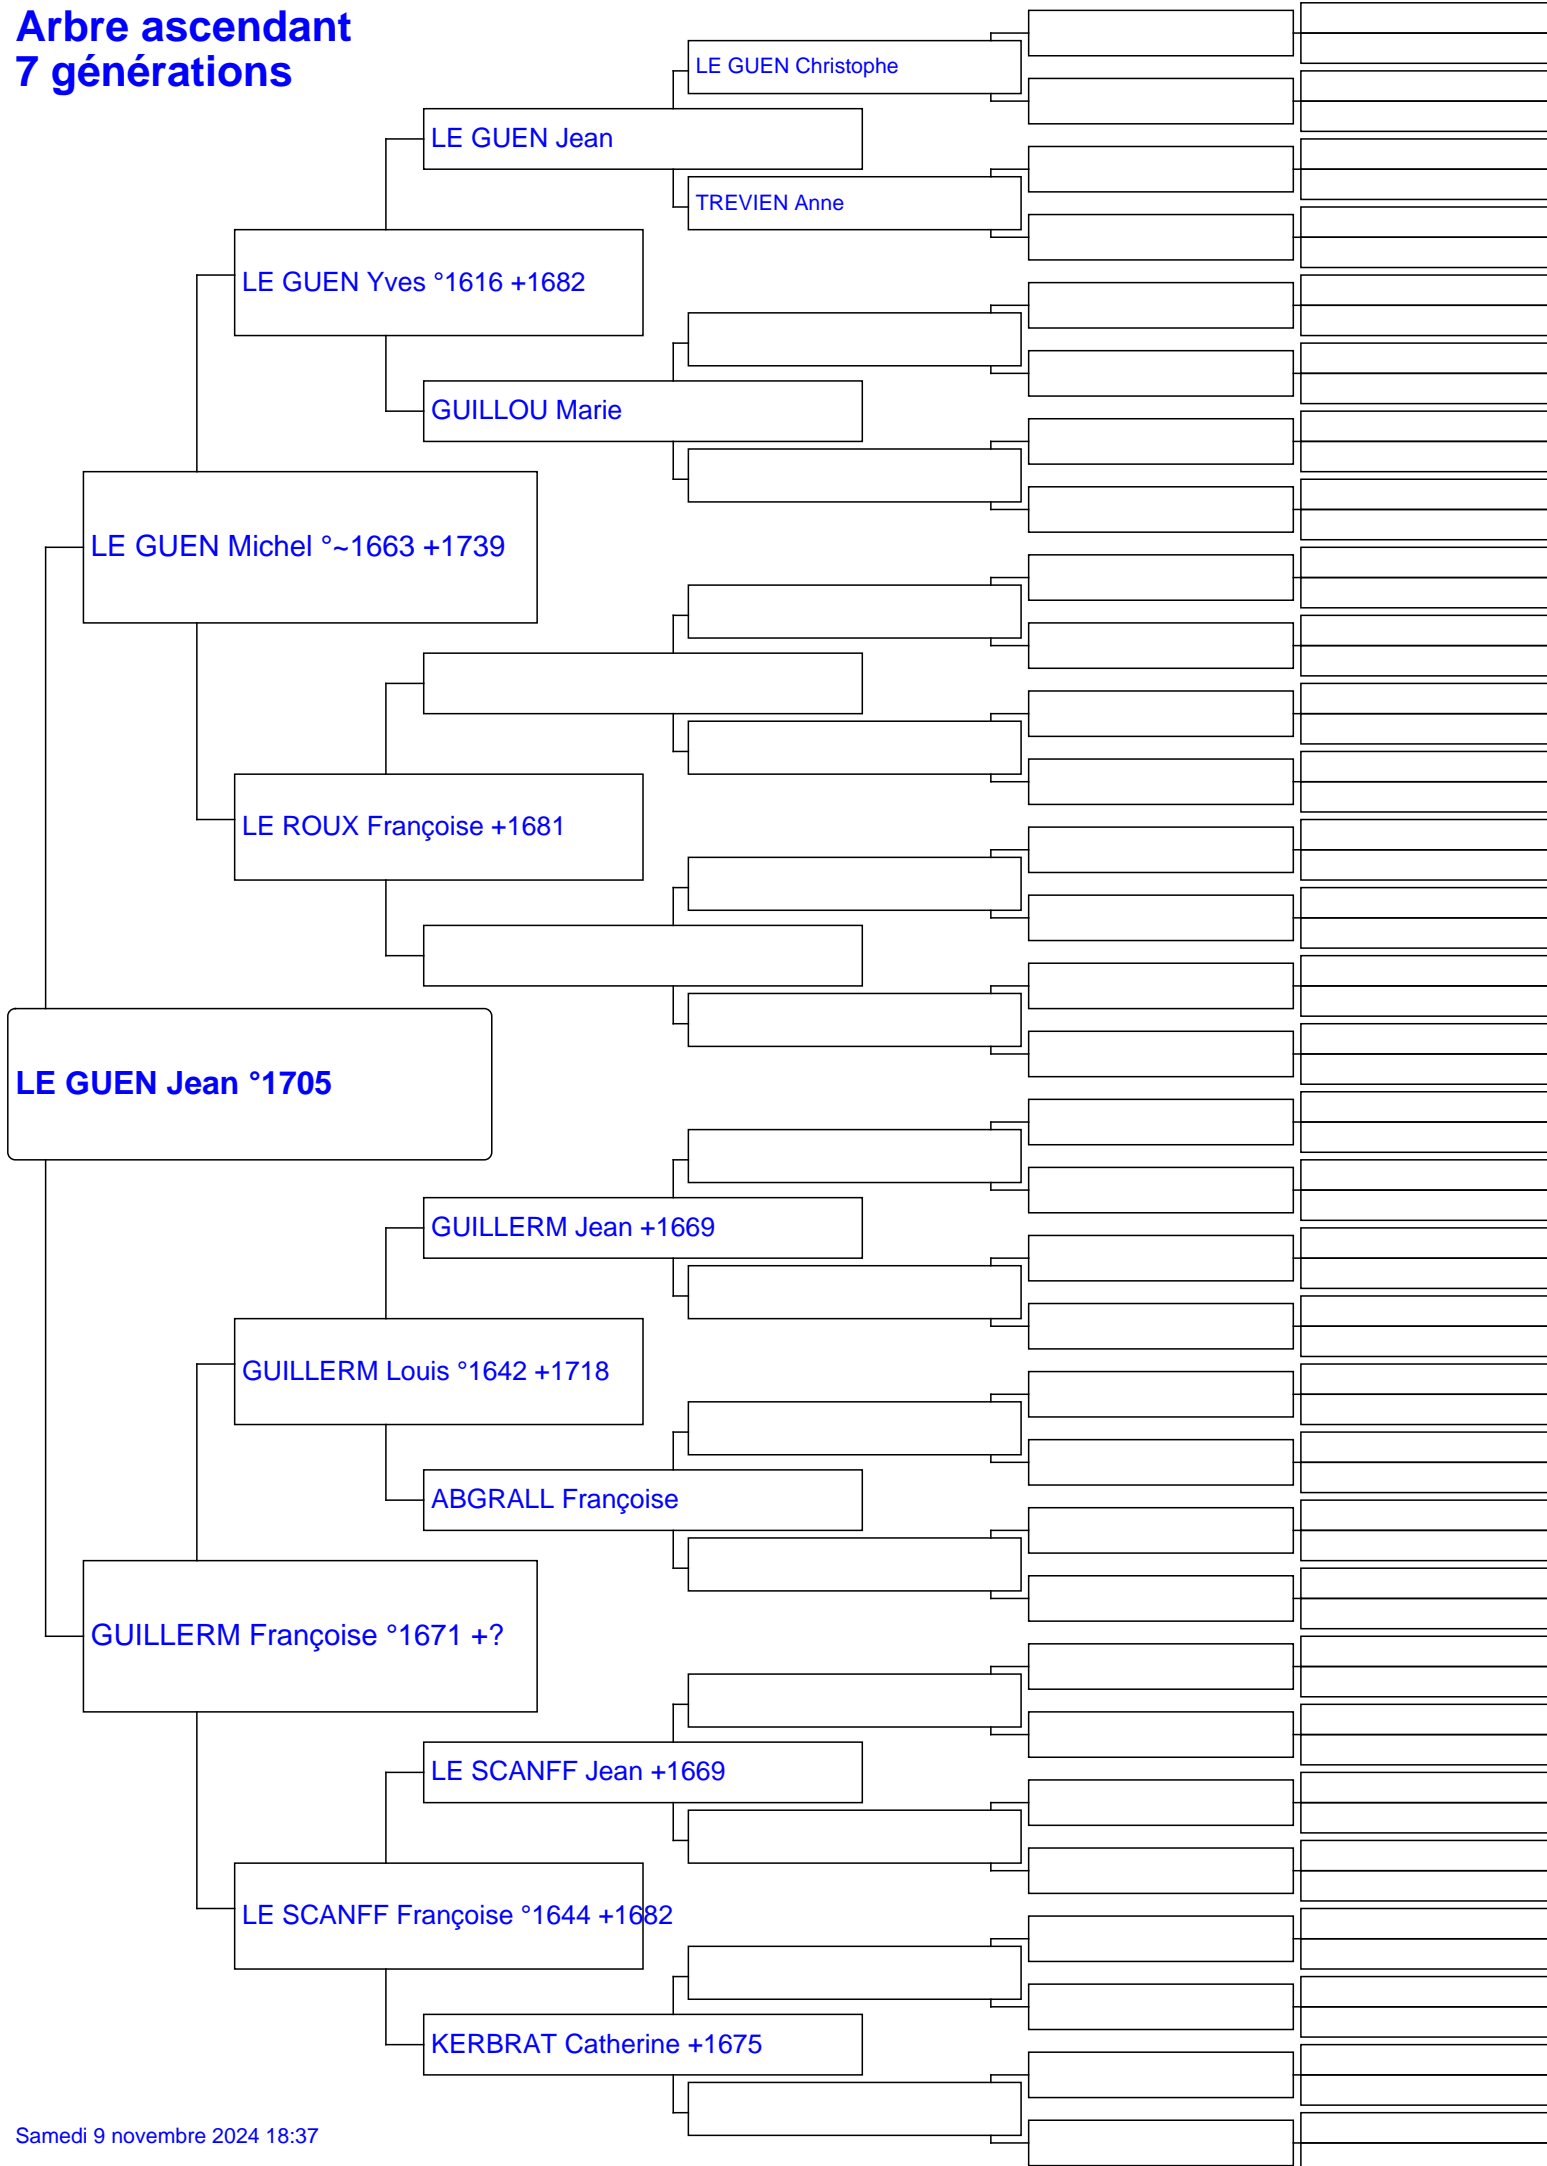 Arbre ascendant
7 générations
LE GUEN Christophe
LE GUEN Jean
TREVIEN Anne
LE GUEN Yves °1616 +1682
GUILLOU Marie
LE GUEN Michel °~1663 +1739
LE ROUX Françoise +1681
LE GUEN Jean °1705
GUILLERM Jean +1669
GUILLERM Louis °1642 +1718
ABGRALL Françoise
GUILLERM Françoise °1671 +?
LE SCANFF Jean +1669
LE SCANFF Françoise °1644 +1682
KERBRAT Catherine +1675
Samedi 9 novembre 2024 18:37